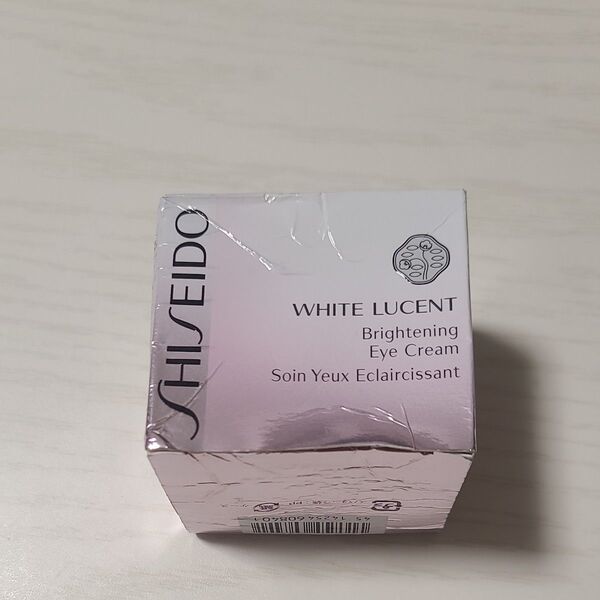 SHISEIDO
WHITE LUCENT
Brightening
Eye Cream
Soin Yeux Eclaircissant